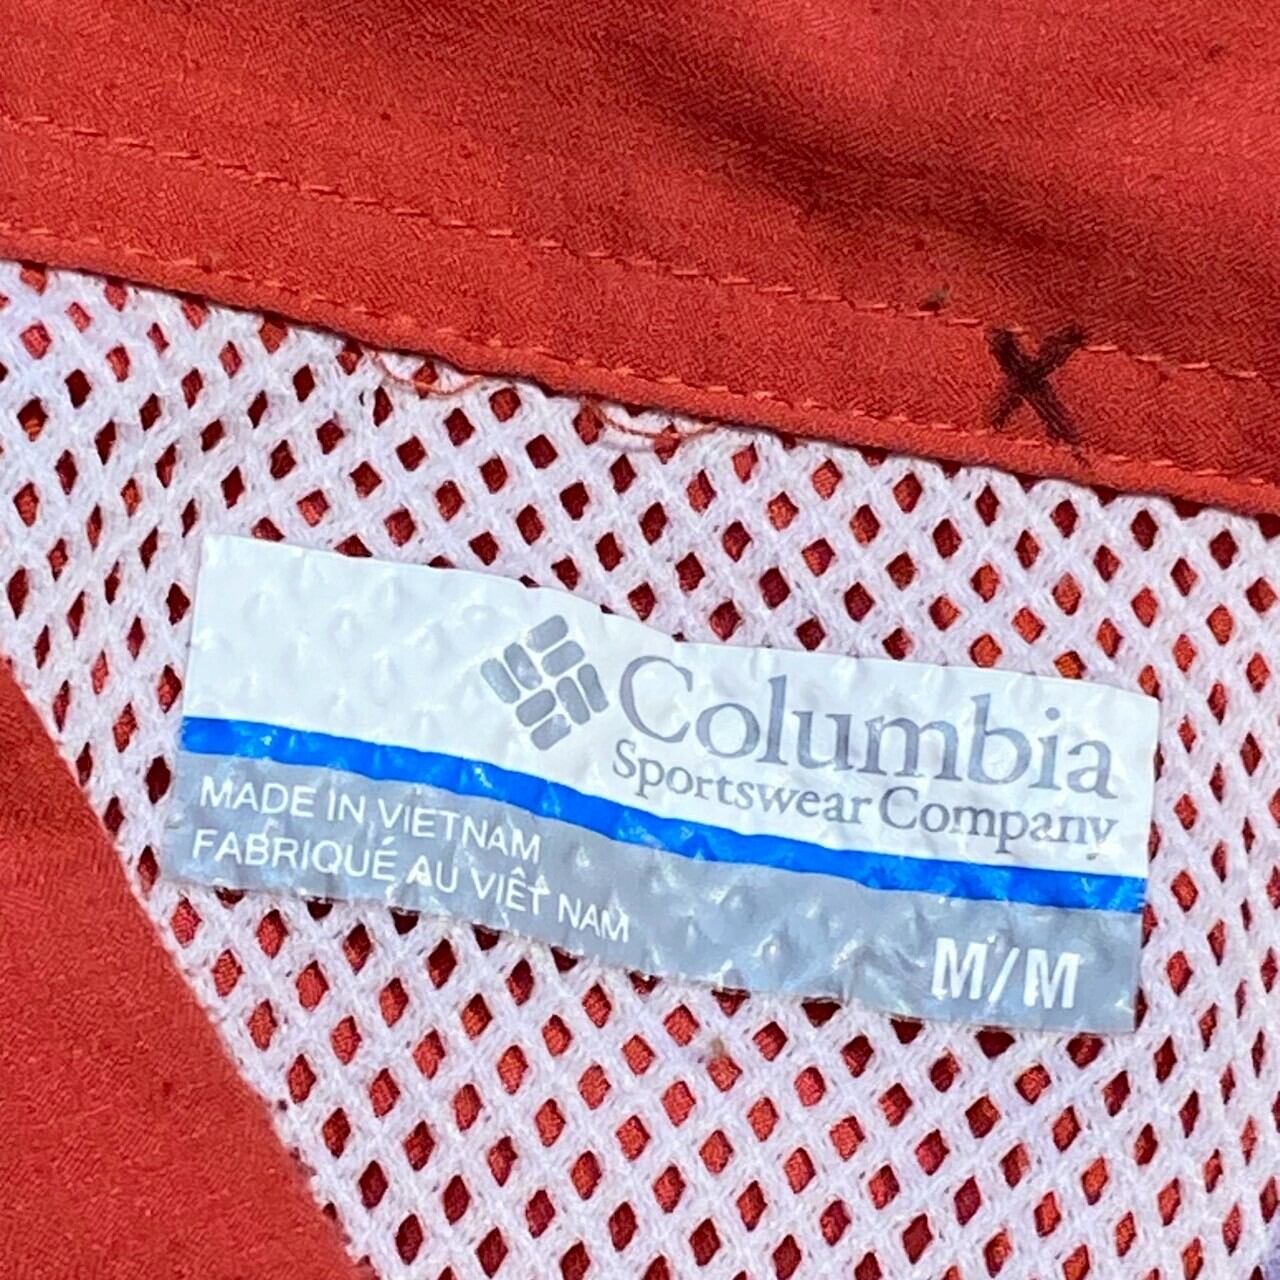 X
Columbia
Sportswear Company
MADE IN VIETNAM
FABRIQUÉ AU VIÊT NAM
M/M